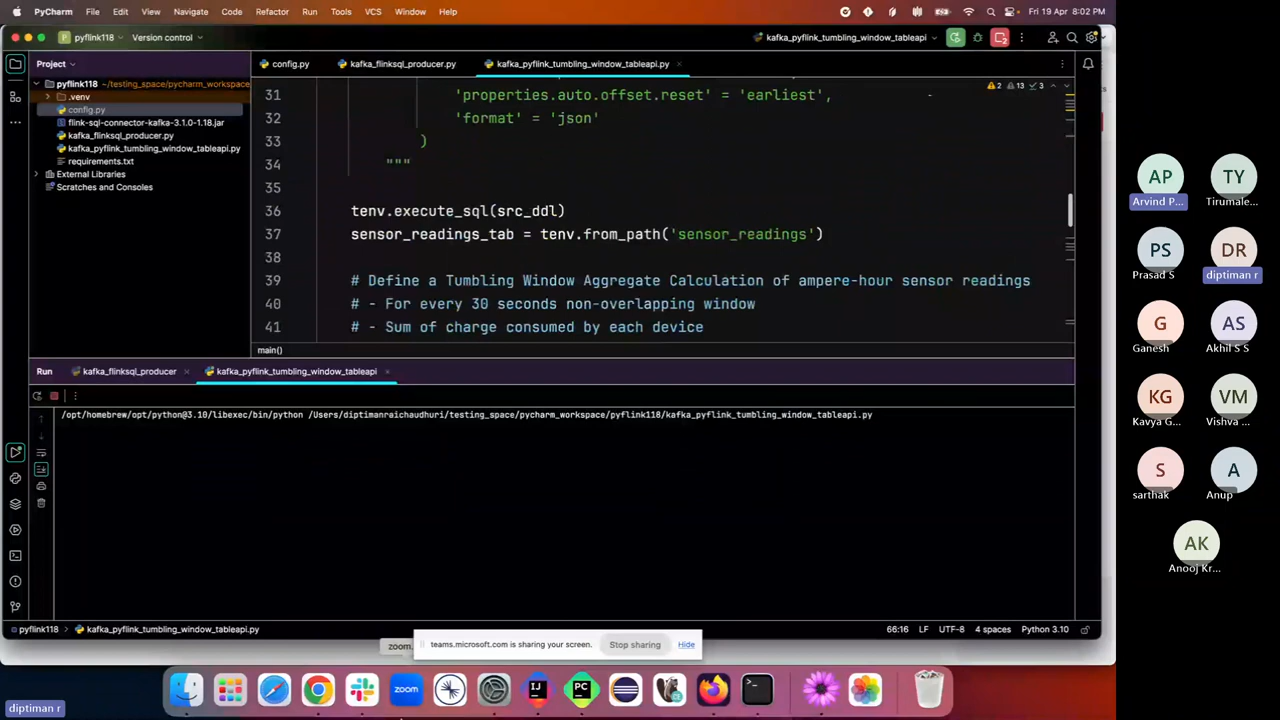 PyCharm File Edit View Navigate Code Refactor Run Tools VCS Window Help Fri 19 Apr 8:02 PM
pyflink118 Version control kafka_pyflink_tumbling_window_tableapi
Project config.py kafka_flinksql_producer.py kafka_pyflink_tumbling_window_tableapi.py
pyflink118 ~/testing_space/pycharm_workspace
.venv
config.py
flink-sql-connector-kafka-3.1.0-1.18.jar
kafka_flinksql_producer.py
kafka_pyflink_tumbling_window_tableapi.py
requirements.txt
External Libraries
Scratches and Consoles
2 13 3
31 'properties.auto.offset.reset' = 'earliest',
32 'format' = 'json'
33 )
34 """
35
36 tenv.execute_sql(src_ddl)
37 sensor_readings_tab = tenv.from_path('sensor_readings')
38
39 # Define a Tumbling Window Aggregate Calculation of ampere-hour sensor readings
40 # - For every 30 seconds non-overlapping window
41 # - Sum of charge consumed by each device
main()
Run kafka_flinksql_producer kafka_pyflink_tumbling_window_tableapi
/opt/homebrew/opt/python@3.10/libexec/bin/python /Users/diptimanraichaudhuri/testing_space/pycharm_workspace/pyflink118/kafka_pyflink_tumbling_window_tableapi.py
pyflink118 > kafka_pyflink_tumbling_window_tableapi.py 66:16 LF UTF-8 4 spaces Python 3.10
zoom.
teams.microsoft.com is sharing your screen. Stop sharing Hide
zoom
IJ
PC
diptiman r
AP TY
Arvind P... Tirumale...
PS DR
Prasad S diptiman r
G AS
Ganesh Akhil S S
KG VM
Kavya G... Vishva ...
S A
sarthak Anup
AK
Anooj Kr...